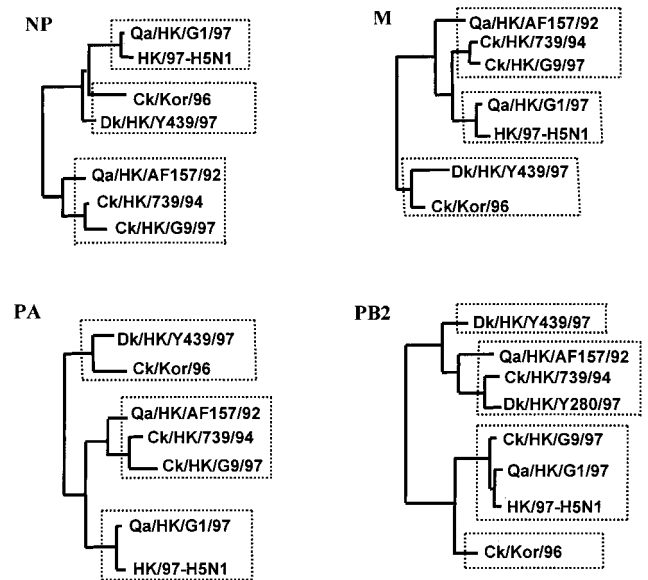 NP
Qa/HK/G1/97
HK/97-H5N1
Ck/Kor/96
Dk/HK/Y439/97
Qa/HK/AF157/92
Ck/HK/739/94
Ck/HK/G9/97
M
Qa/HK/AF157/92
Ck/HK/739/94
Ck/HK/G9/97
Qa/HK/G1/97
HK/97-H5N1
Dk/HK/Y439/97
Ck/Kor/96
PA
Dk/HK/Y439/97
Ck/Kor/96
Qa/HK/AF157/92
Ck/HK/739/94
Ck/HK/G9/97
Qa/HK/G1/97
HK/97-H5N1
PB2
Dk/HK/Y439/97
Qa/HK/AF157/92
Ck/HK/739/94
Dk/HK/Y280/97
Ck/HK/G9/97
Qa/HK/G1/97
HK/97-H5N1
Ck/Kor/96